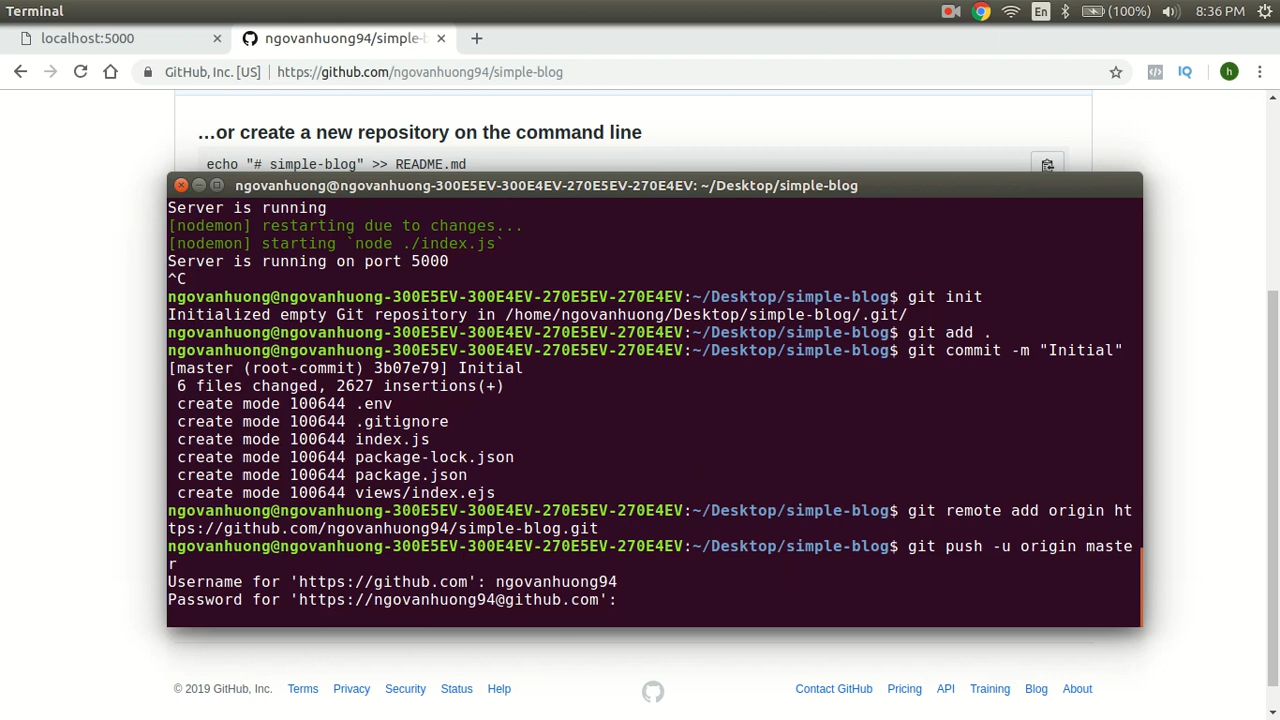 Terminal
En
(100%)
8:36 PM
localhost:5000
ngovanhuong94/simple-b
GitHub, Inc. [US]
https://github.com/ngovanhuong94/simple-blog
IQ
h
…or create a new repository on the command line
echo "# simple-blog" >> README.md
ngovanhuong@ngovanhuong-300E5EV-300E4EV-270E5EV-270E4EV: ~/Desktop/simple-blog
Server is running
[nodemon] restarting due to changes...
[nodemon] starting `node ./index.js`
Server is running on port 5000
^C
ngovanhuong@ngovanhuong-300E5EV-300E4EV-270E5EV-270E4EV:~/Desktop/simple-blog$ git init
Initialized empty Git repository in /home/ngovanhuong/Desktop/simple-blog/.git/
ngovanhuong@ngovanhuong-300E5EV-300E4EV-270E5EV-270E4EV:~/Desktop/simple-blog$ git add .
ngovanhuong@ngovanhuong-300E5EV-300E4EV-270E5EV-270E4EV:~/Desktop/simple-blog$ git commit -m "Initial"
[master (root-commit) 3b07e79] Initial
 6 files changed, 2627 insertions(+)
 create mode 100644 .env
 create mode 100644 .gitignore
 create mode 100644 index.js
 create mode 100644 package-lock.json
 create mode 100644 package.json
 create mode 100644 views/index.ejs
ngovanhuong@ngovanhuong-300E5EV-300E4EV-270E5EV-270E4EV:~/Desktop/simple-blog$ git remote add origin ht
tps://github.com/ngovanhuong94/simple-blog.git
ngovanhuong@ngovanhuong-300E5EV-300E4EV-270E5EV-270E4EV:~/Desktop/simple-blog$ git push -u origin maste
r
Username for 'https://github.com': ngovanhuong94
Password for 'https://ngovanhuong94@github.com':
© 2019 GitHub, Inc.
Terms
Privacy
Security
Status
Help
Contact GitHub
Pricing
API
Training
Blog
About